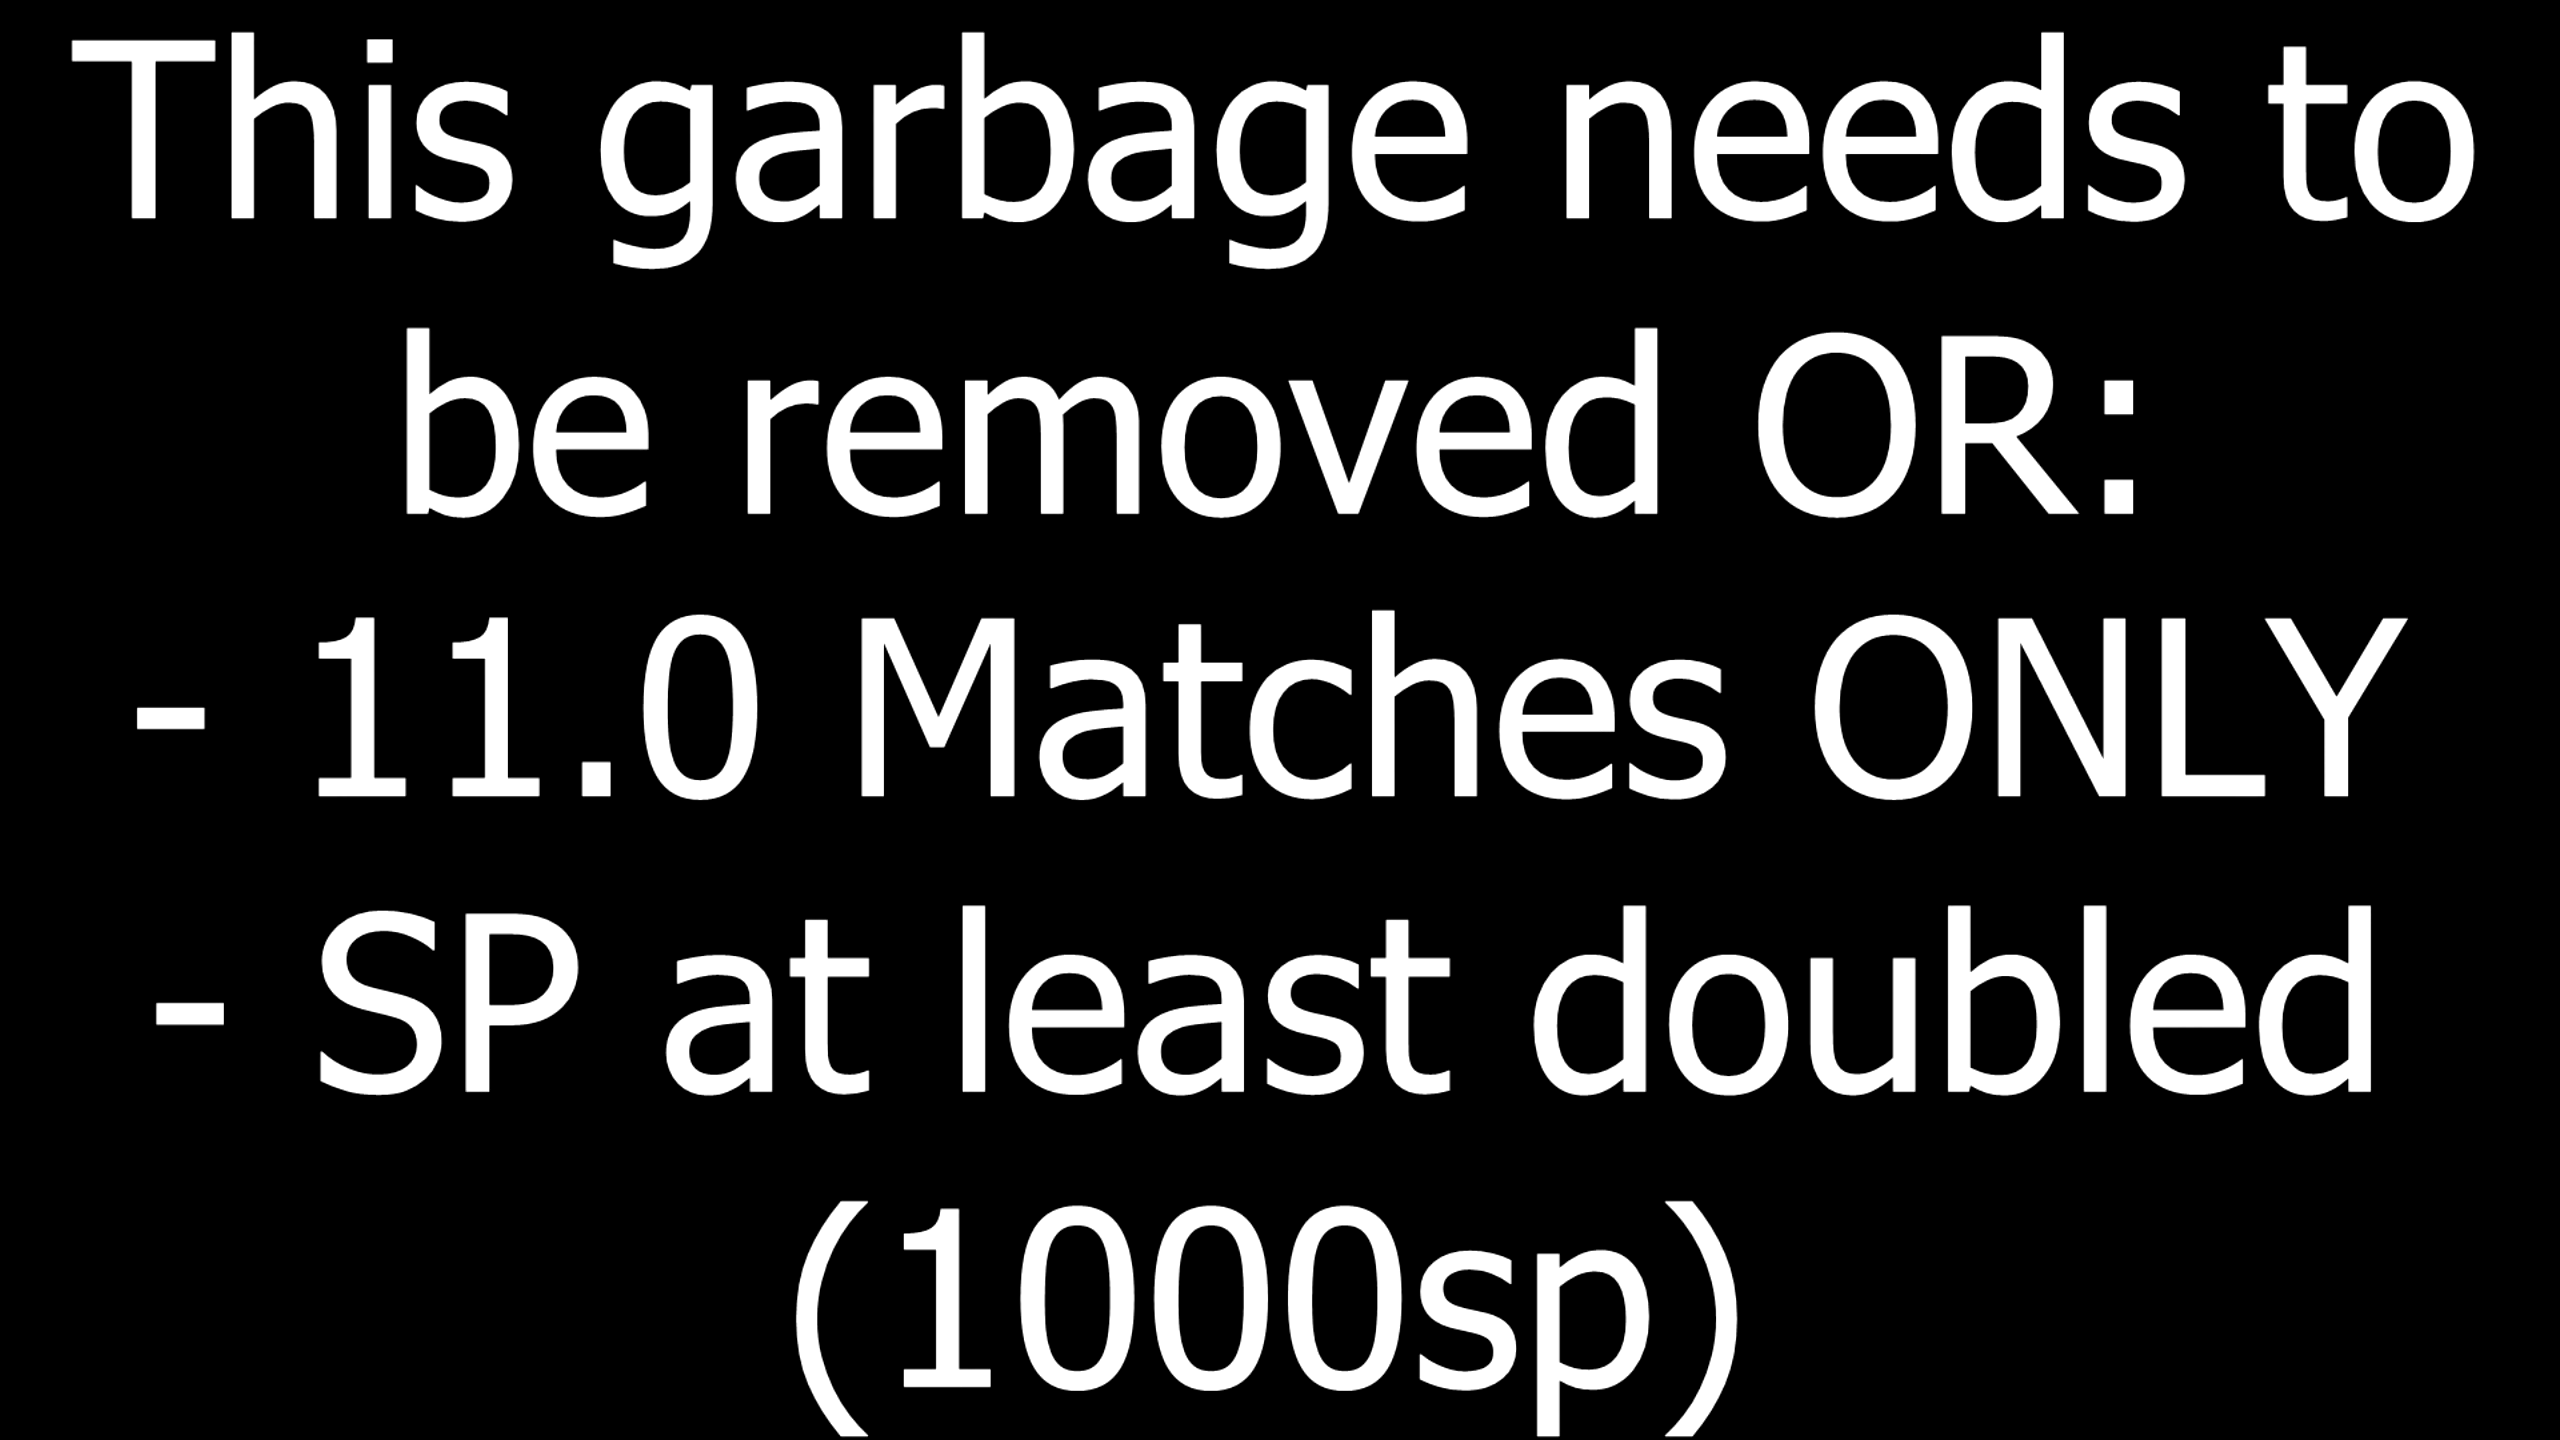 This garbage needs to
be removed OR:
- 11.0 Matches ONLY
- SP at least doubled
(1000sp)